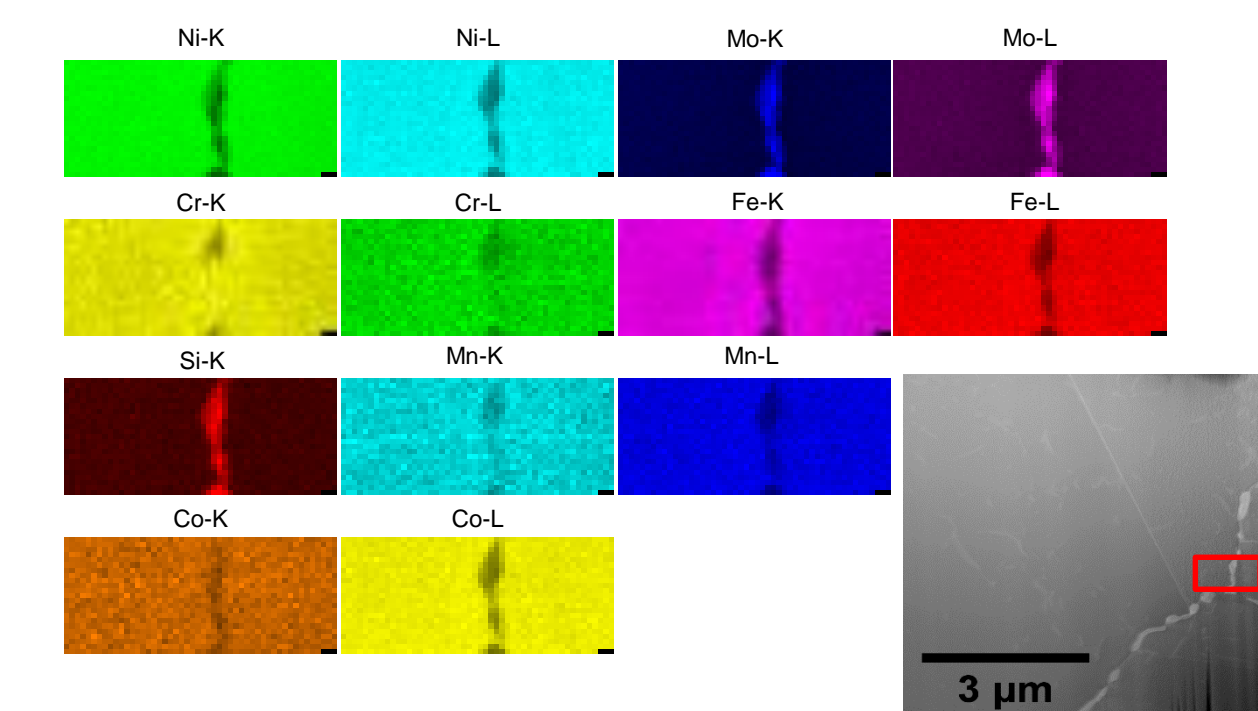 Ni-K Ni-L Mo-K Mo-L
Cr-K Cr-L Fe-K Fe-L
Si-K Mn-K Mn-L
Co-K Co-L
3 μm